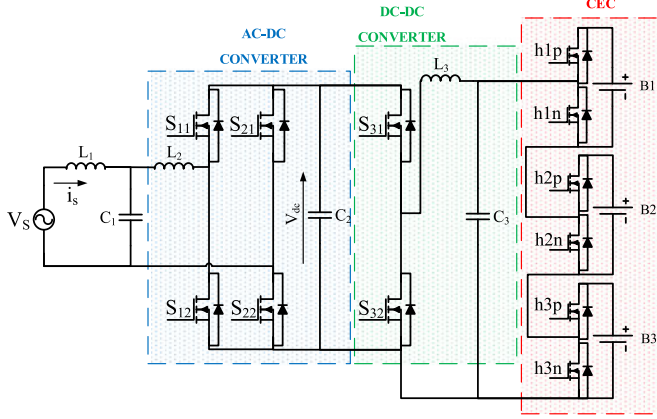 AC-DC
CONVERTER
DC-DC
CONVERTER
CEC
L1
is
VS
C1
L2
S11
S21
S12
S22
Vdc
C2
S31
S32
L3
C3
h1p
h1n
B1
h2p
h2n
B2
h3p
h3n
B3